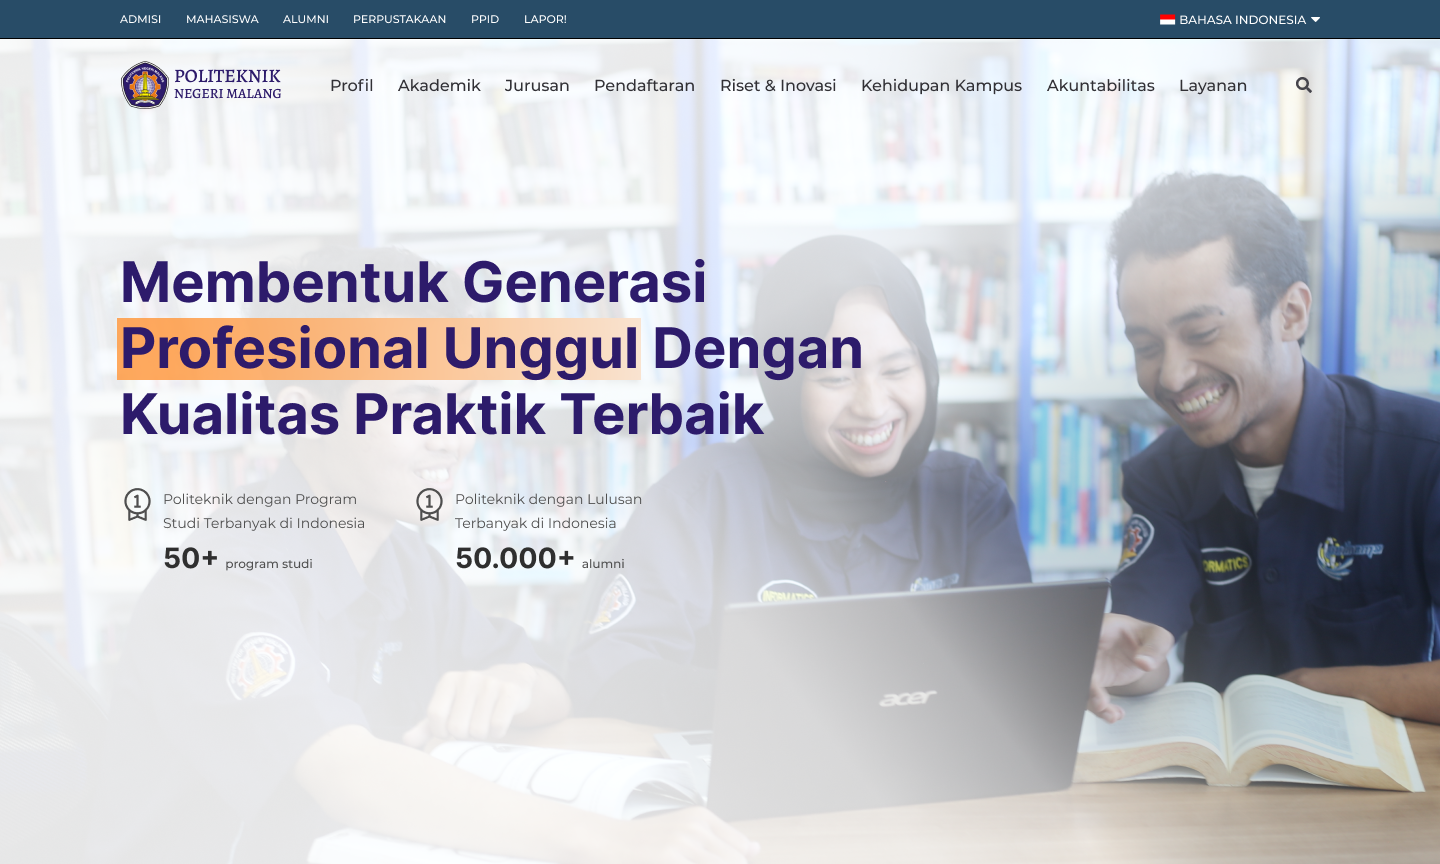 ADMISI MAHASISWA ALUMNI PERPUSTAKAAN PPID LAPOR! BAHASA INDONESIA
POLITEKNIK
NEGERI MALANG
Profil Akademik Jurusan Pendaftaran Riset & Inovasi Kehidupan Kampus Akuntabilitas Layanan
Membentuk Generasi
Profesional Unggul Dengan
Kualitas Praktik Terbaik
1 Politeknik dengan Program
Studi Terbanyak di Indonesia
50+ program studi
1 Politeknik dengan Lulusan
Terbanyak di Indonesia
50.000+ alumni
acer